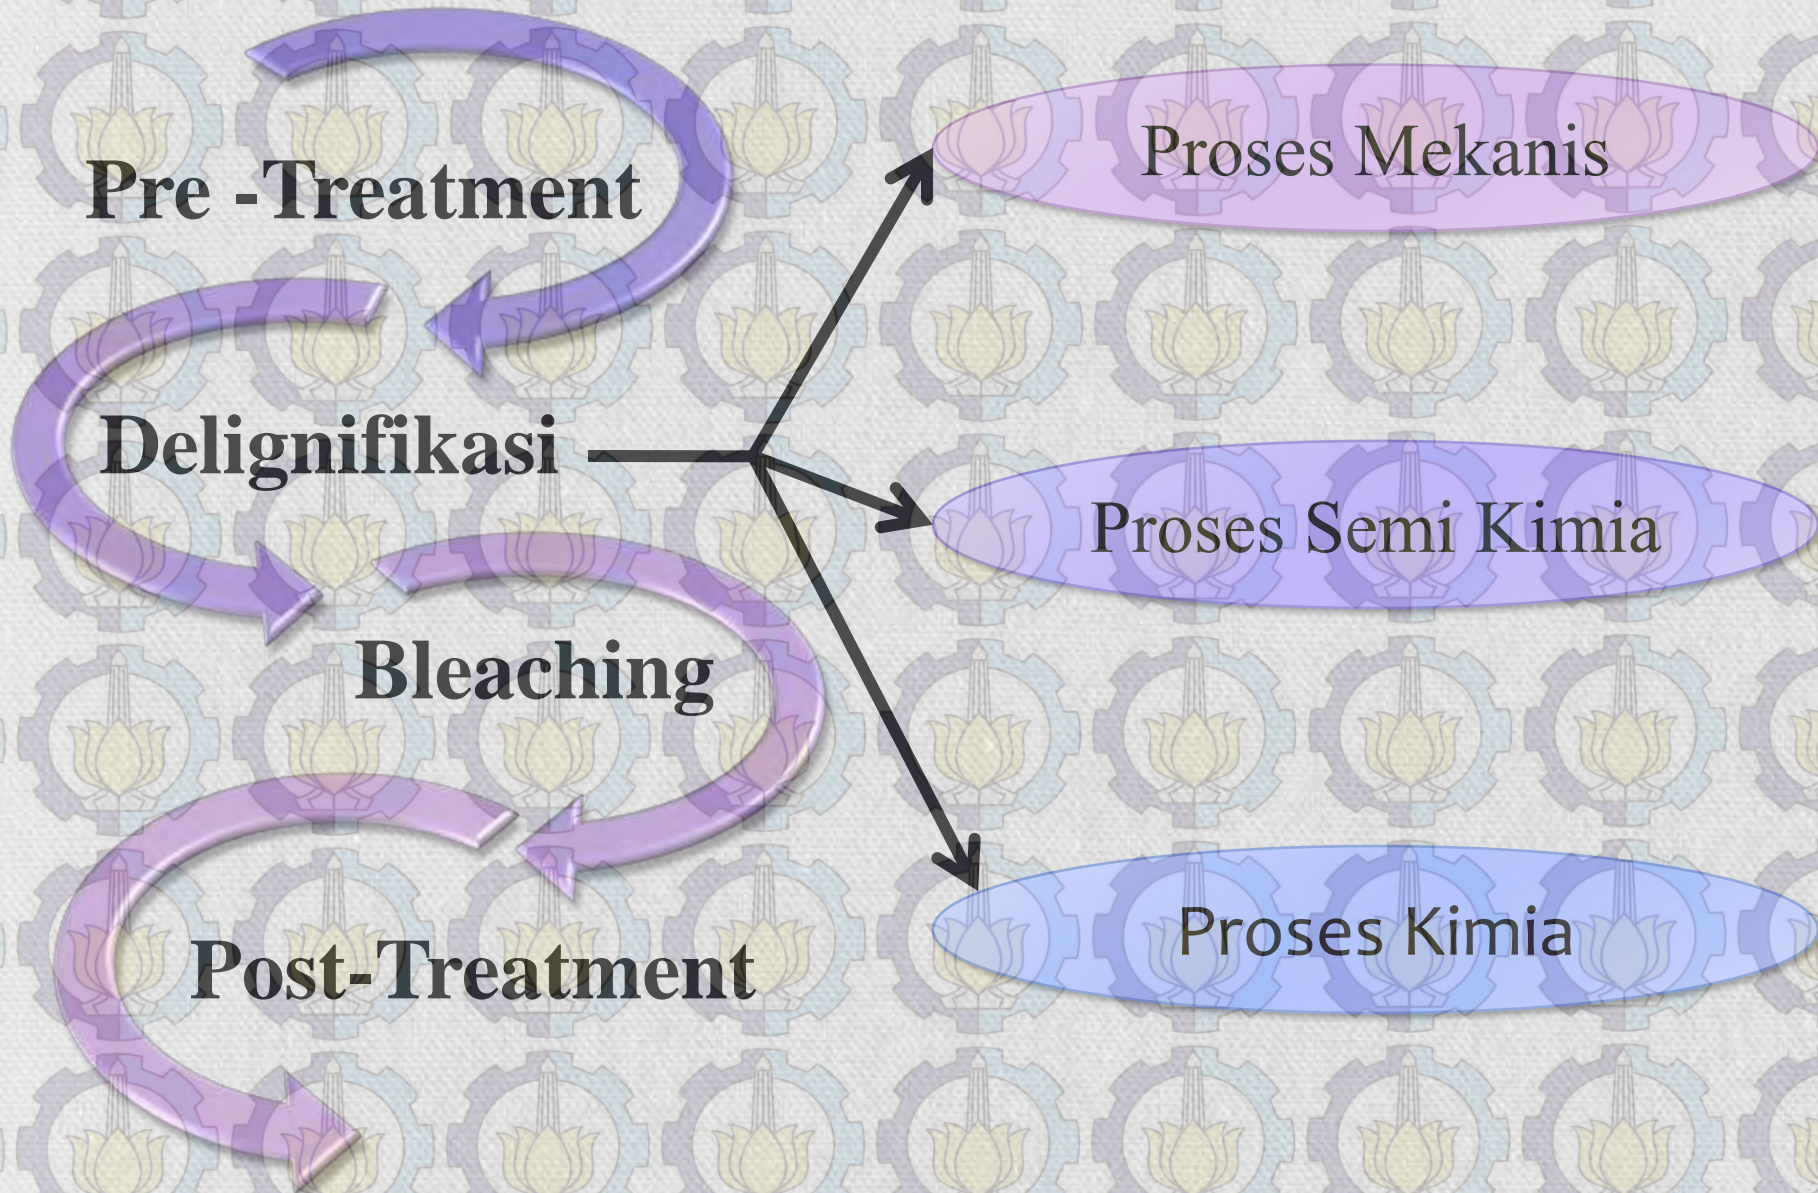 Pre -Treatment
Delignifikasi
Bleaching
Post-Treatment
Proses Mekanis
Proses Semi Kimia
Proses Kimia